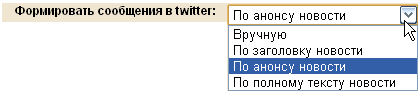 Формировать сообщения в twitter: По анонсу новости
Вручную
По заголовку новости
По анонсу новости
По полному тексту новости